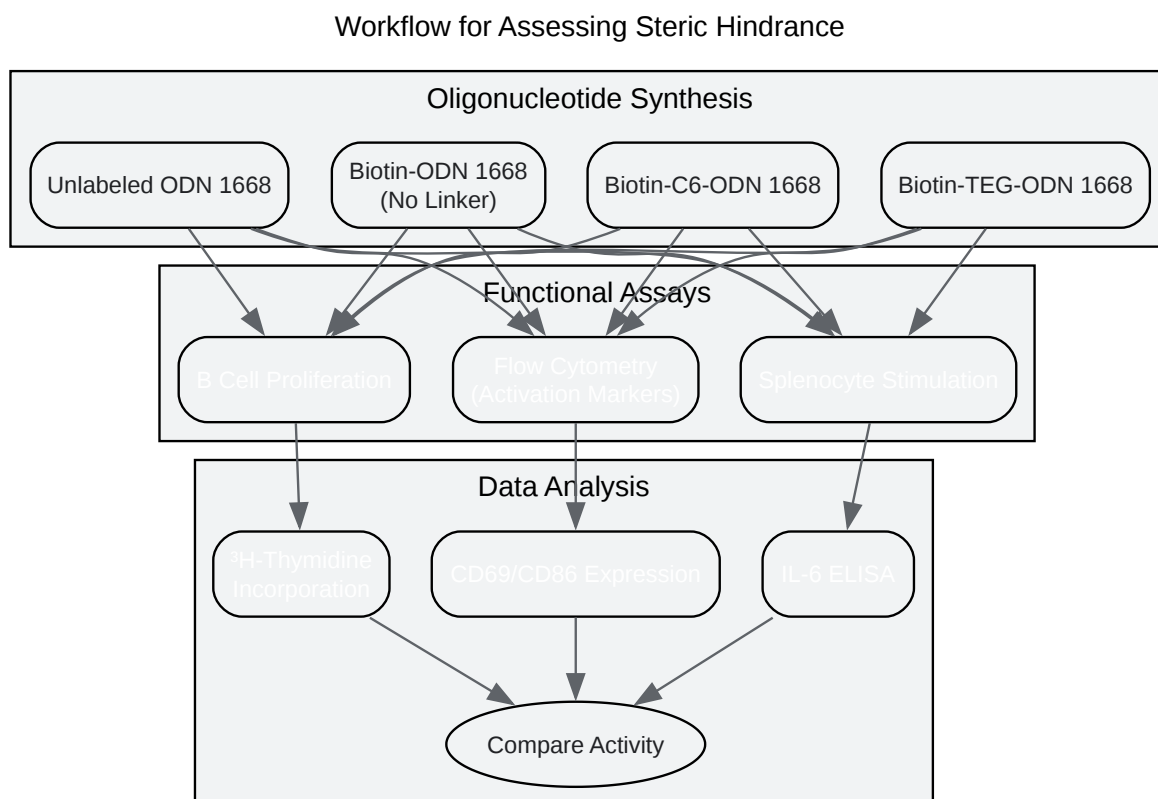 Workflow for Assessing Steric Hindrance
Oligonucleotide Synthesis
Unlabeled ODN 1668
Biotin-ODN 1668
(No Linker)
Biotin-C6-ODN 1668
Biotin-TEG-ODN 1668
Functional Assays
B Cell Proliferation
Flow Cytometry
(Activation Markers)
Splenocyte Stimulation
Data Analysis
³H-Thymidine
Incorporation
CD69/CD86 Expression
IL-6 ELISA
Compare Activity